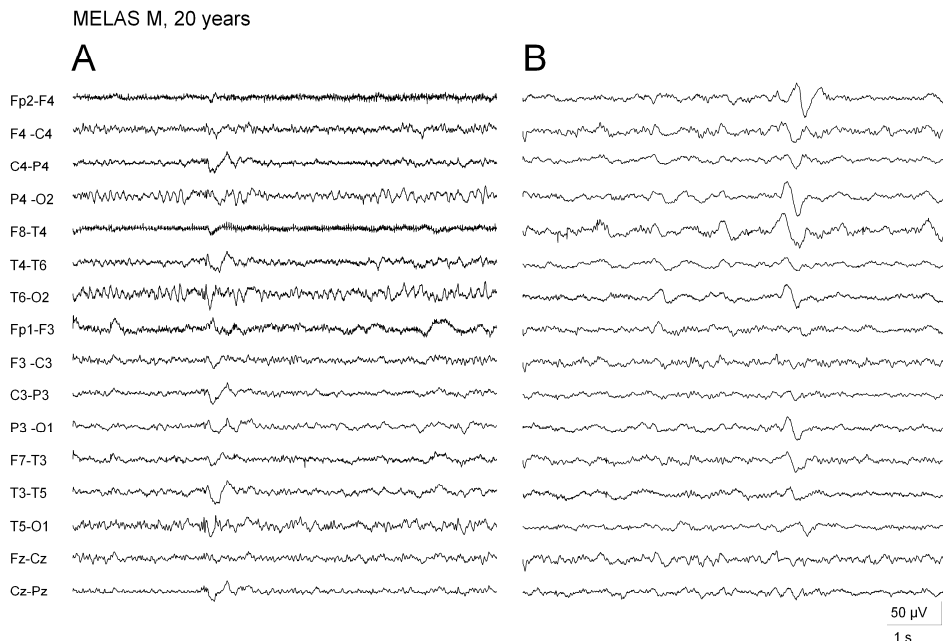 MELAS M, 20 years
A
B
Fp2-F4
F4 -C4
C4-P4
P4 -O2
F8-T4
T4-T6
T6-O2
Fp1-F3
F3 -C3
C3-P3
P3 -O1
F7-T3
T3-T5
T5-O1
Fz-Cz
Cz-Pz
50 µV
1 s